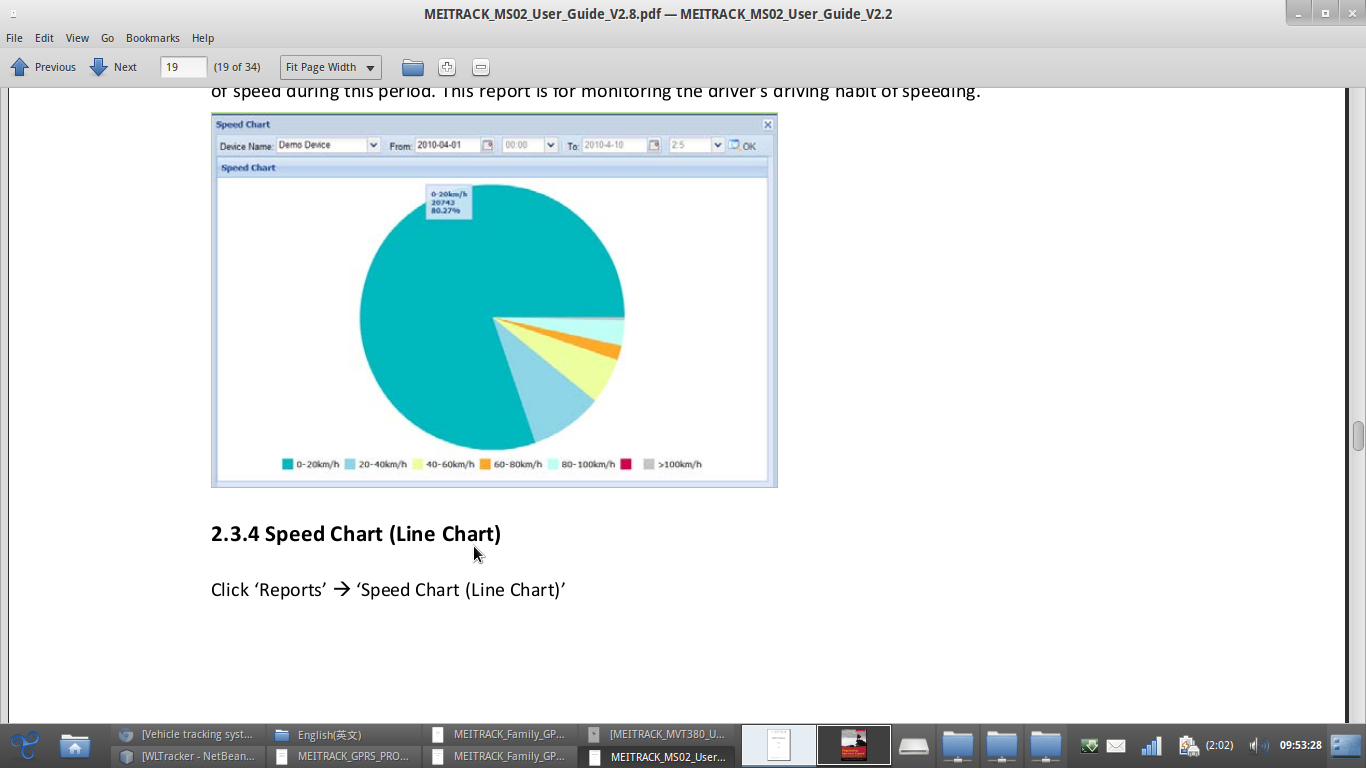 MEITRACK_MS02_User_Guide_V2.8.pdf — MEITRACK_MS02_User_Guide_V2.2
File Edit View Go Bookmarks Help
Previous Next 19 (19 of 34) Fit Page Width
of speed during this period. This report is for monitoring the driver's driving habit of speeding.
Speed Chart
Device Name: Demo Device From: 2010-04-01 00:00 To: 2010-4-10 2:5 OK
Speed Chart
0-20km/h
20743
80.27%
0-20km/h 20-40km/h 40-60km/h 60-80km/h 80-100km/h >100km/h
2.3.4 Speed Chart (Line Chart)
Click ‘Reports’ → ‘Speed Chart (Line Chart)’
[Vehicle tracking syst... English(英文) MEITRACK_Family_GP... [MEITRACK_MVT380_U...
[WLTracker - NetBean... MEITRACK_GPRS_PRO... MEITRACK_Family_GP... MEITRACK_MS02_User... (2:02) 09:53:28